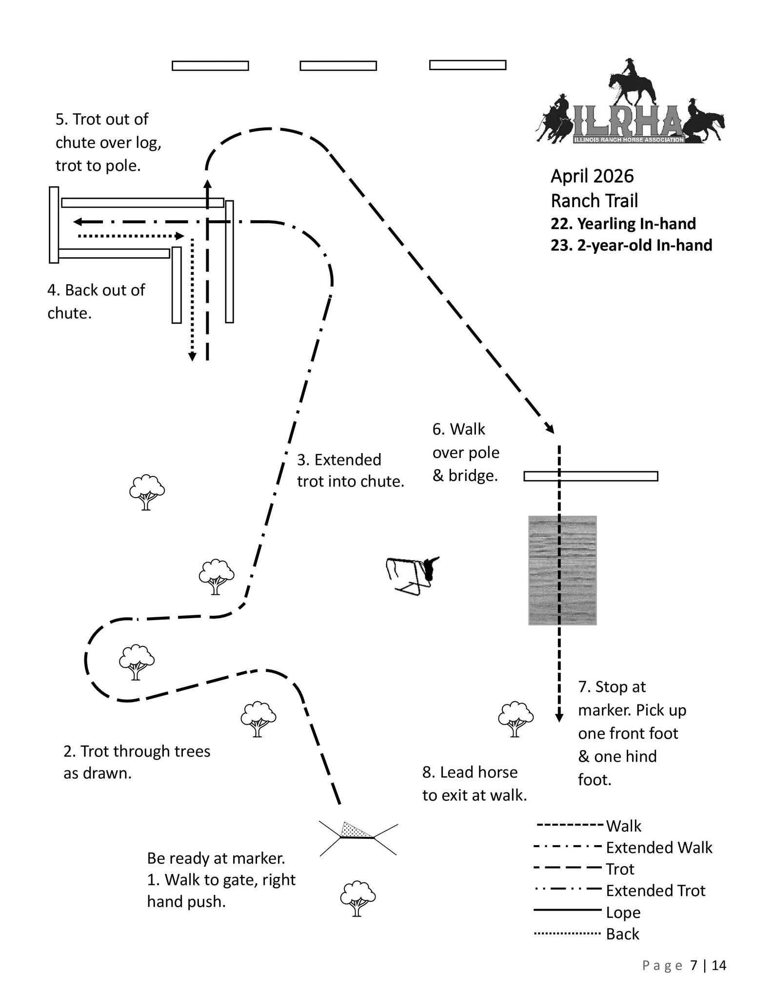 ILRHA
ILLINOIS RANCH HORSE ASSOCIATION
April 2026
Ranch Trail
22. Yearling In-hand
23. 2-year-old In-hand
5. Trot out of
chute over log,
trot to pole.
4. Back out of
chute.
6. Walk
over pole
& bridge.
3. Extended
trot into chute.
7. Stop at
marker. Pick up
one front foot
& one hind
foot.
2. Trot through trees
as drawn.
8. Lead horse
to exit at walk.
Be ready at marker.
1. Walk to gate, right
hand push.
Walk
Extended Walk
Trot
Extended Trot
Lope
Back
Page 7 | 14